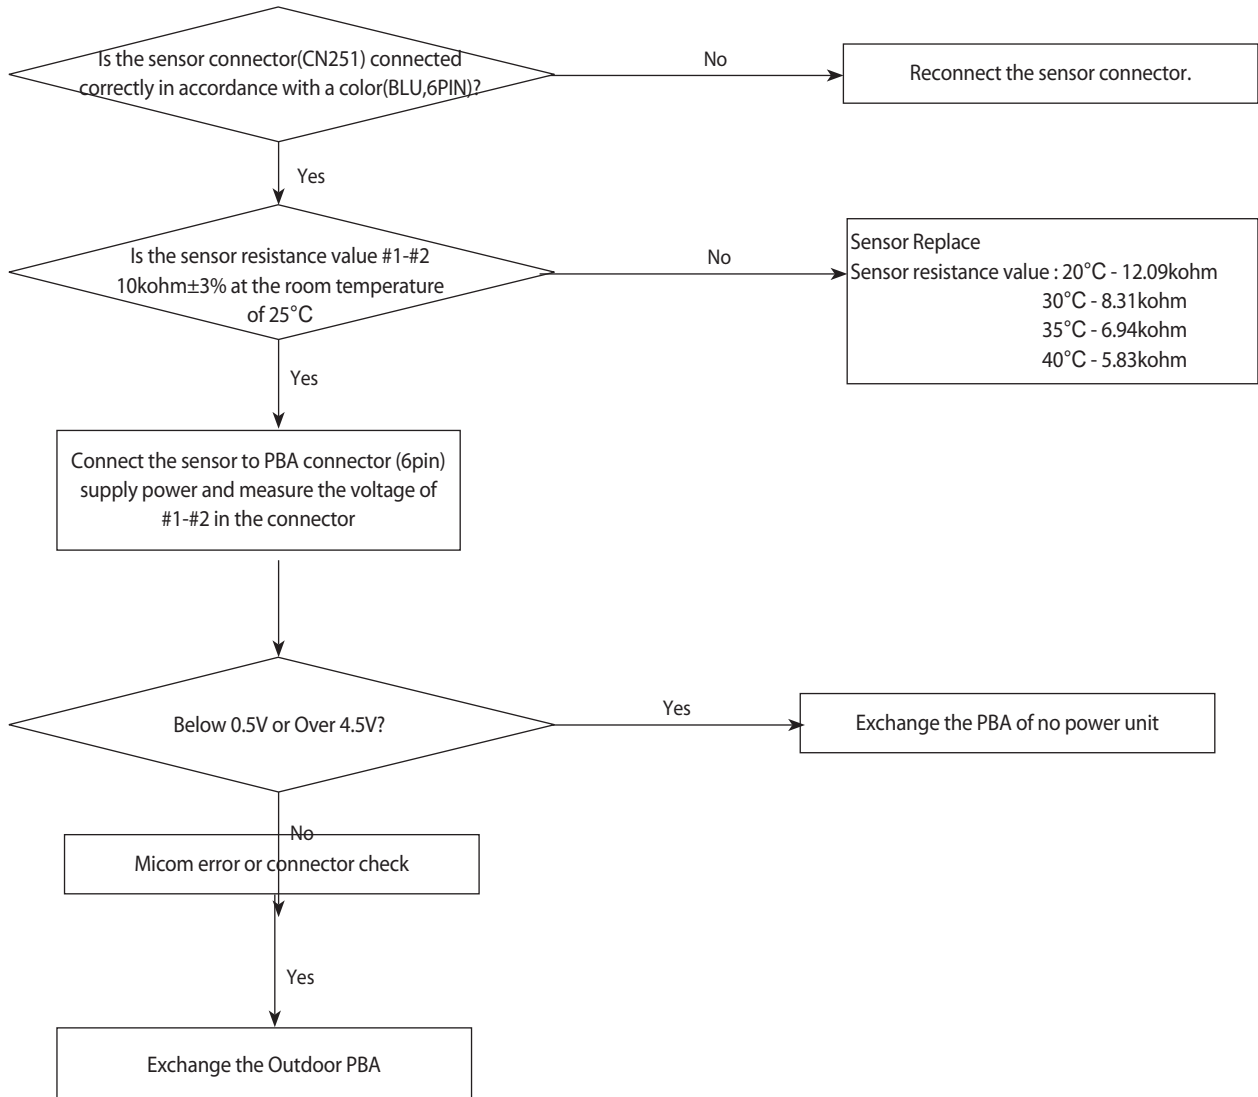 Is the sensor connector(CN251) connected
correctly in accordance with a color(BLU,6PIN)?
No
Reconnect the sensor connector.
Yes
Is the sensor resistance value #1-#2
10kohm±3% at the room temperature
of 25°C
No
Sensor Replace
Sensor resistance value : 20°C - 12.09kohm
30°C - 8.31kohm
35°C - 6.94kohm
40°C - 5.83kohm
Yes
Connect the sensor to PBA connector (6pin)
supply power and measure the voltage of
#1-#2 in the connector
Below 0.5V or Over 4.5V?
Yes
Exchange the PBA of no power unit
No
Micom error or connector check
Yes
Exchange the Outdoor PBA